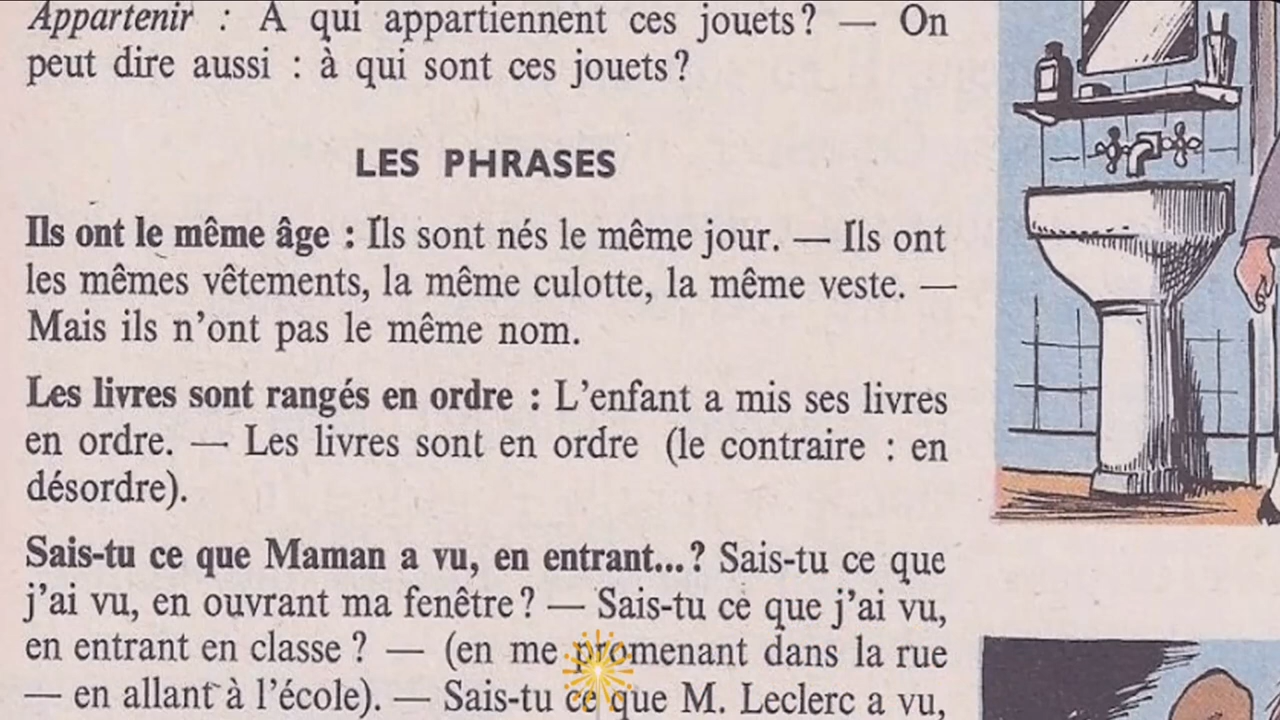 Appartenir : A qui appartiennent ces jouets? — On
peut dire aussi : à qui sont ces jouets?
LES PHRASES
Ils ont le même âge : Ils sont nés le même jour. — Ils ont
les mêmes vêtements, la même culotte, la même veste. —
Mais ils n'ont pas le même nom.
Les livres sont rangés en ordre : L'enfant a mis ses livres
en ordre. — Les livres sont en ordre (le contraire : en
désordre).
Sais-tu ce que Maman a vu, en entrant...? Sais-tu ce que
j'ai vu, en ouvrant ma fenêtre? — Sais-tu ce que j'ai vu,
en entrant en classe? — (en me promenant dans la rue
— en allant à l'école). — Sais-tu ce que M. Leclerc a vu,